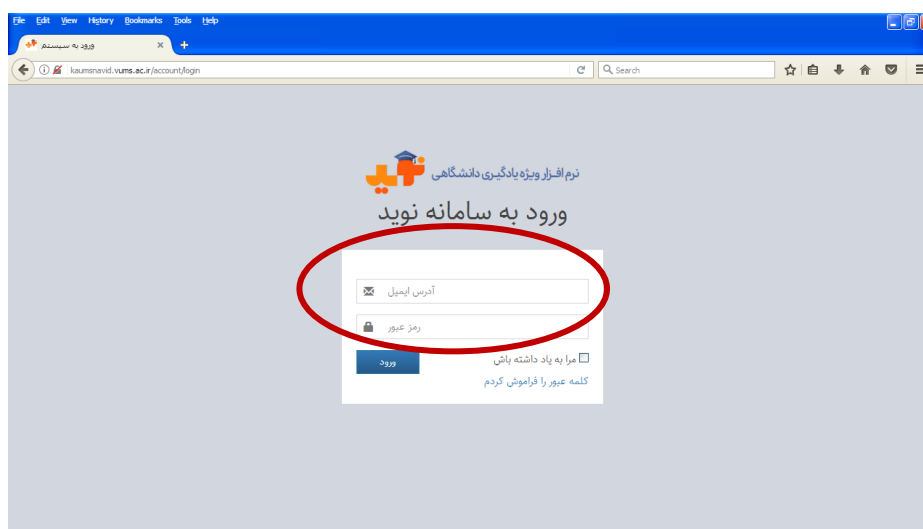 File Edit View History Bookmarks Tools Help
ورود به سیستم
kaumsnavid.vums.ac.ir/account/login
Search
نرم افزار ویژه یادگیری دانشگاهی
نوید
ورود به سامانه نوید
آدرس ایمیل
رمز عبور
مرا به یاد داشته باش
ورود
کلمه عبور را فراموش کردم